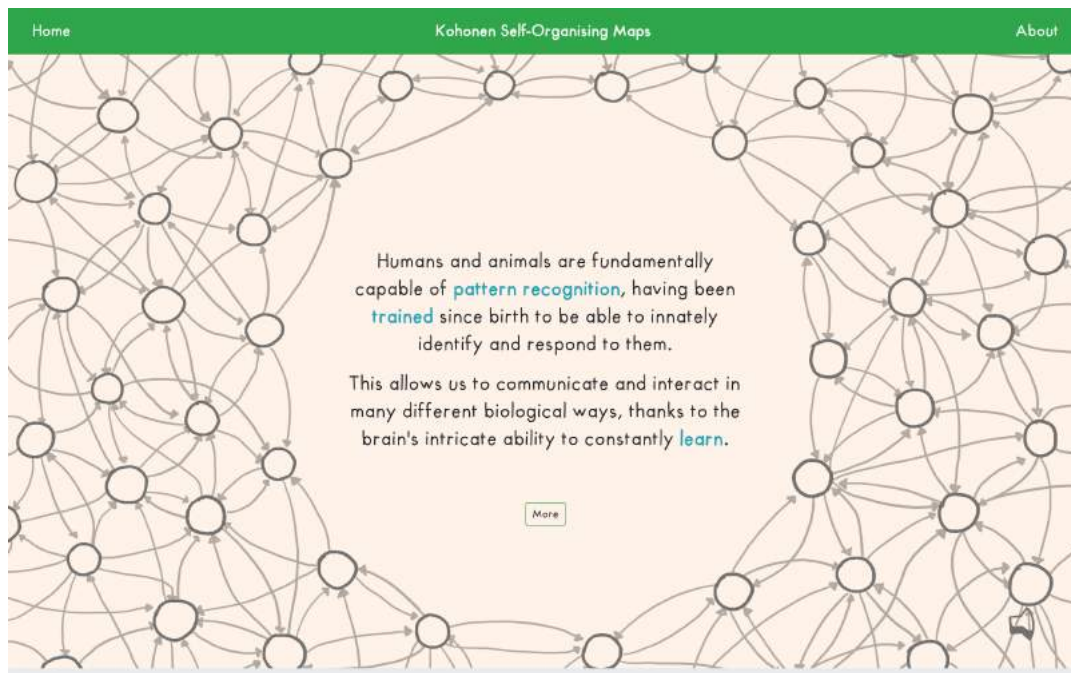 Home Kohonen Self-Organising Maps About
Humans and animals are fundamentally
capable of pattern recognition, having been
trained since birth to be able to innately
identify and respond to them.
This allows us to communicate and interact in
many different biological ways, thanks to the
brain's intricate ability to constantly learn.
More